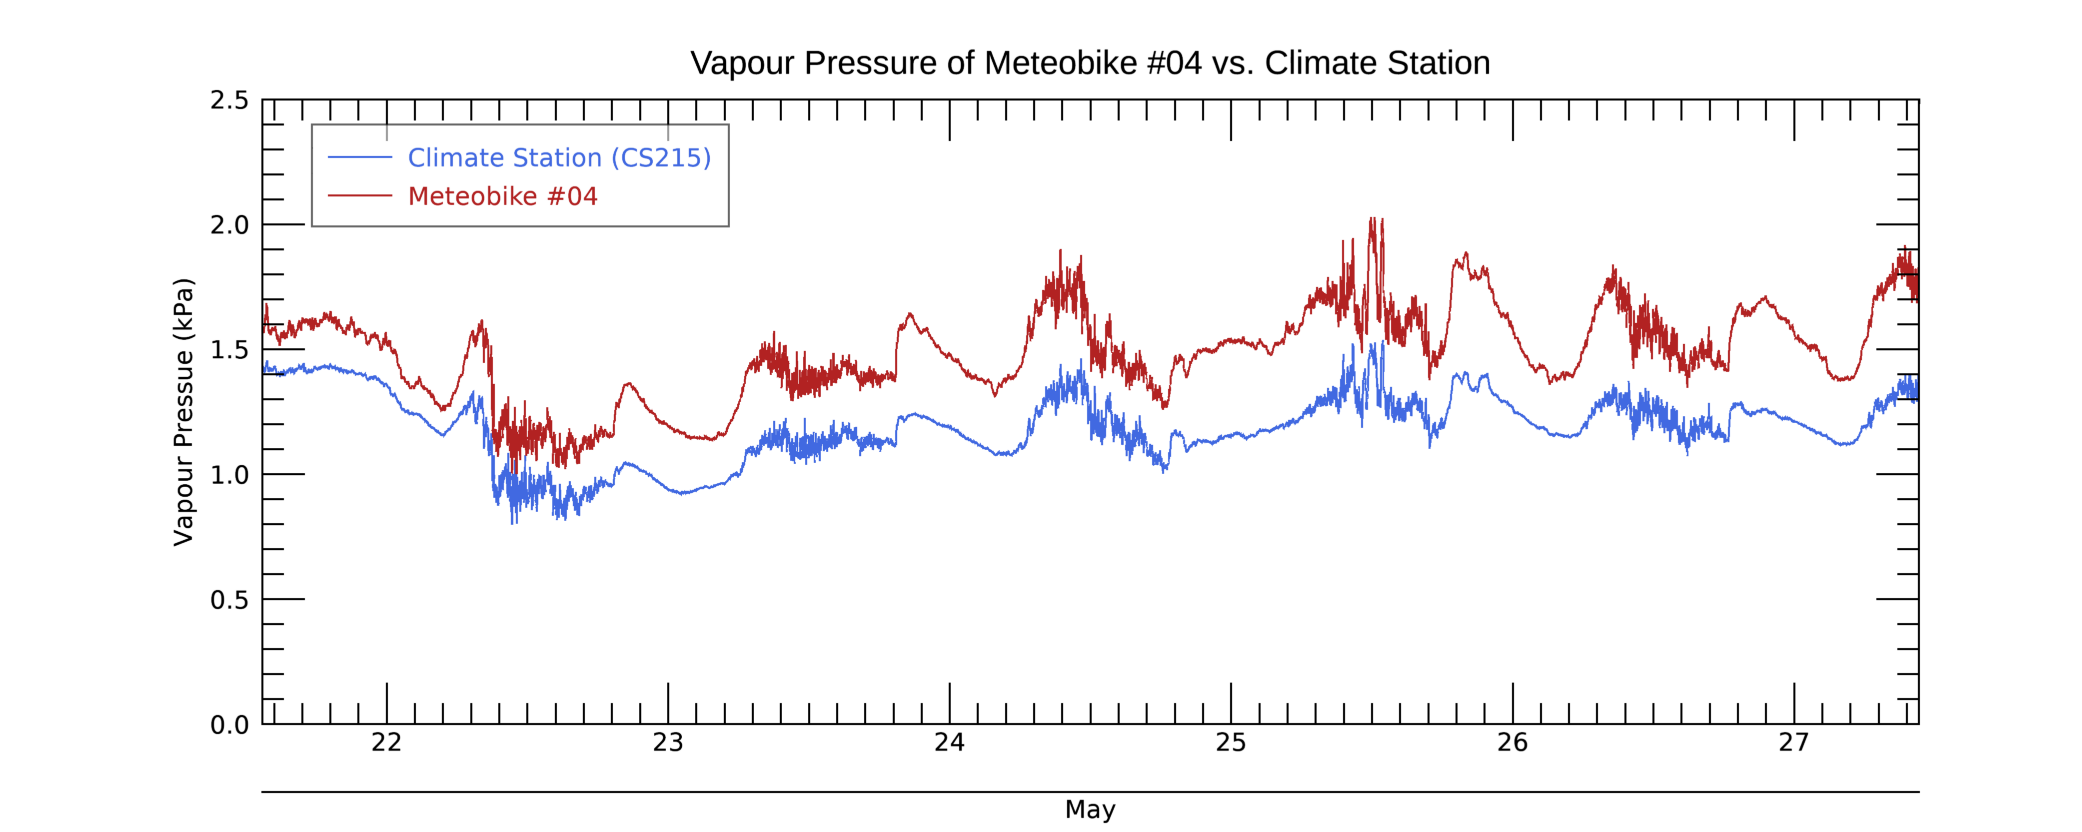 Vapour Pressure of Meteobike #04 vs. Climate Station
2.5
2.0
1.5
1.0
0.5
0.0
Vapour Pressue (kPa)
Climate Station (CS215)
Meteobike #04
22 23 24 25 26 27
May